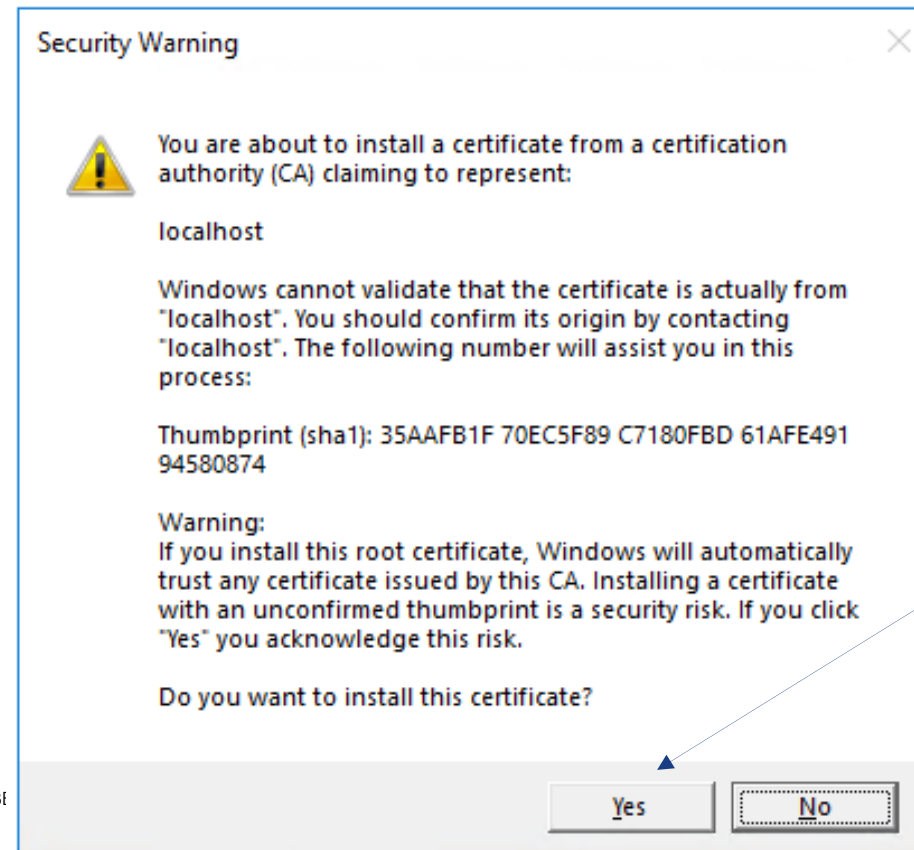 Security Warning
You are about to install a certificate from a certification
authority (CA) claiming to represent:
localhost
Windows cannot validate that the certificate is actually from
"localhost". You should confirm its origin by contacting
"localhost". The following number will assist you in this
process:
Thumbprint (sha1): 35AAFB1F 70EC5F89 C7180FBD 61AFE491
94580874
Warning:
If you install this root certificate, Windows will automatically
trust any certificate issued by this CA. Installing a certificate
with an unconfirmed thumbprint is a security risk. If you click
"Yes" you acknowledge this risk.
Do you want to install this certificate?
Yes No